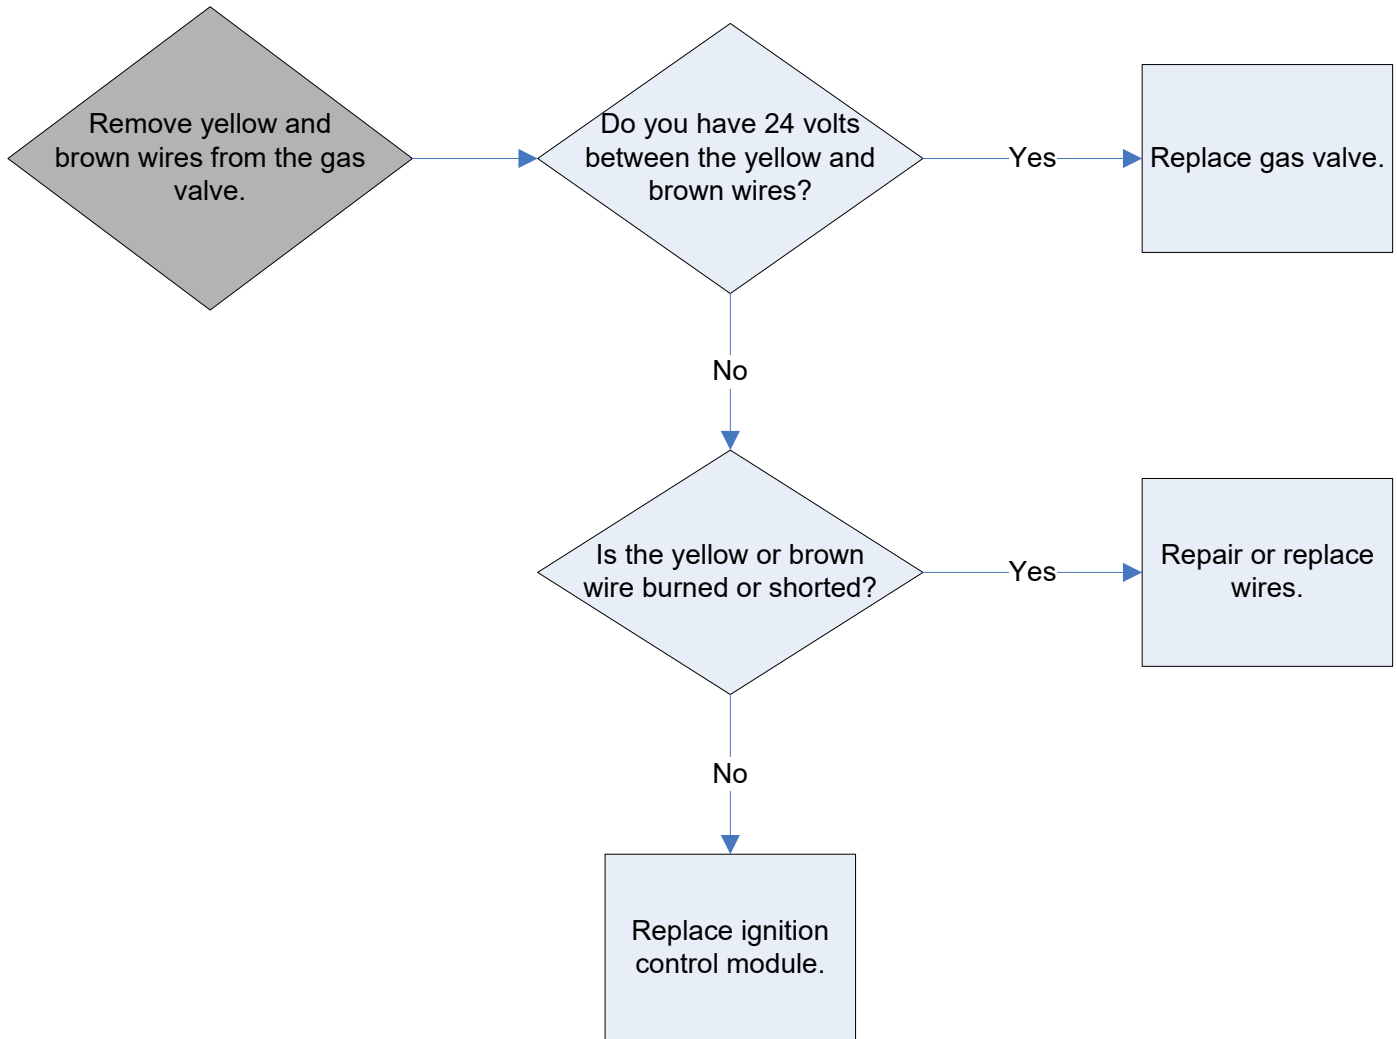 Remove yellow and
brown wires from the gas
valve.
Do you have 24 volts
between the yellow and
brown wires?
Yes
Replace gas valve.
No
Is the yellow or brown
wire burned or shorted?
Yes
Repair or replace
wires.
No
Replace ignition
control module.